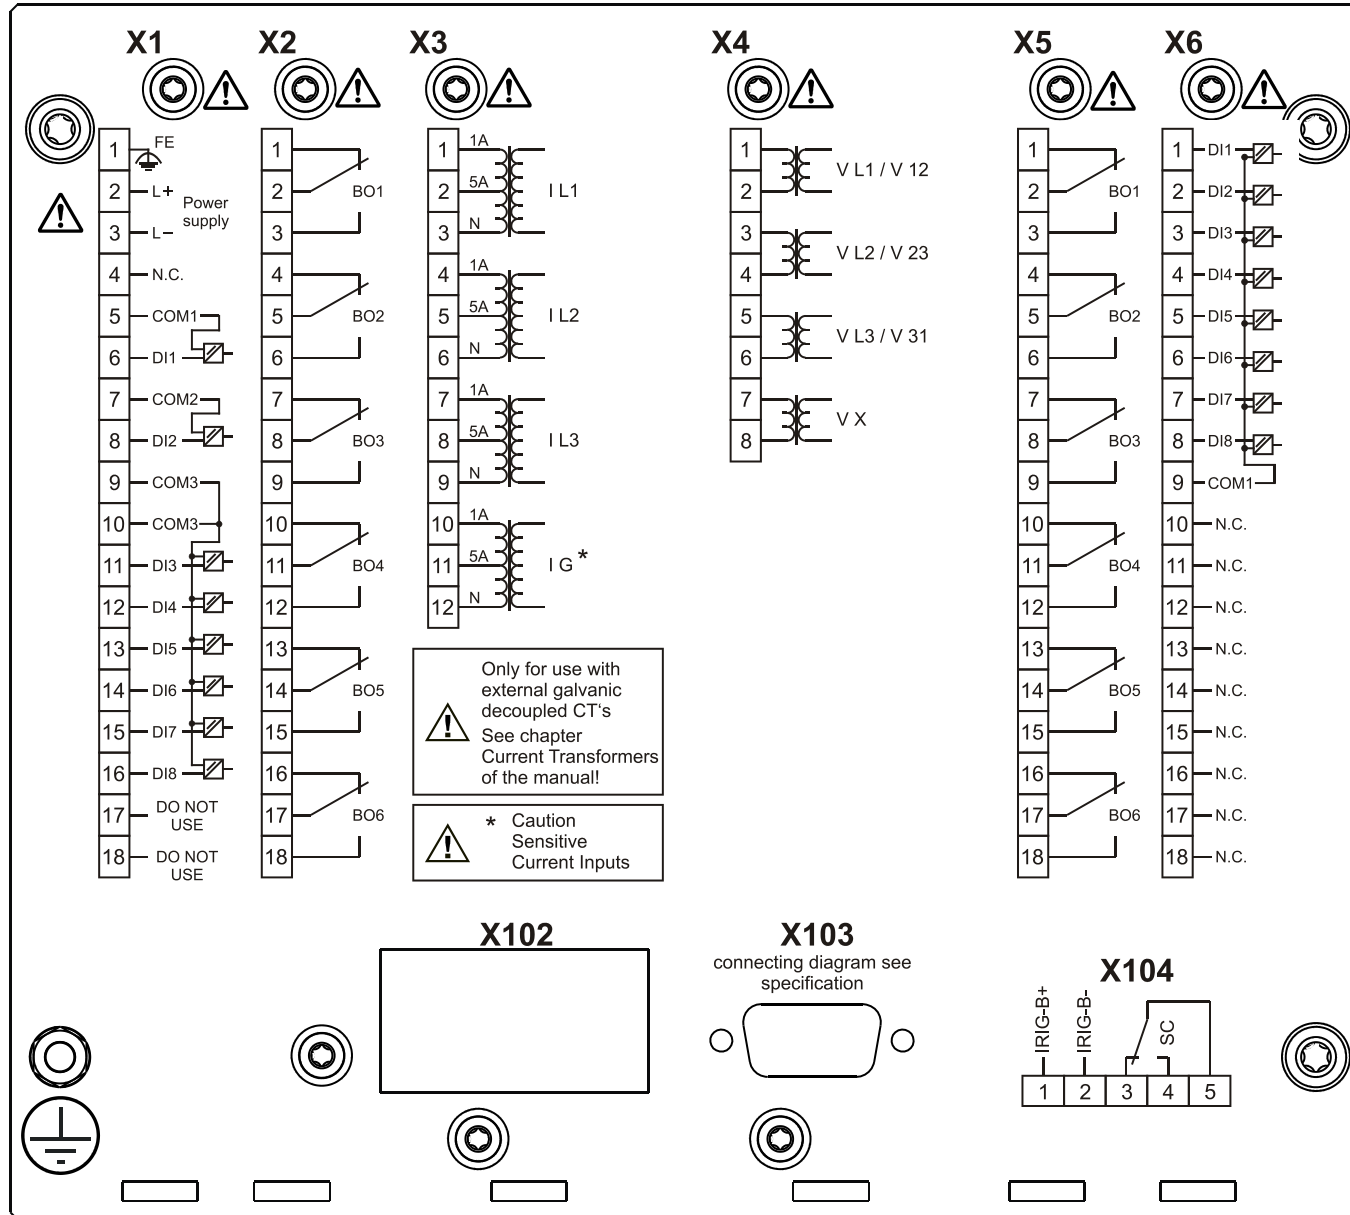 X1
X2
X3
X4
X5
X6
1 FE
2 L+
Power
supply
3 L–
4 N.C.
5 COM1
6 DI1
7 COM2
8 DI2
9 COM3
10 COM3
11 DI3
12 DI4
13 DI5
14 DI6
15 DI7
16 DI8
17 DO NOT
USE
18 DO NOT
USE
1
2 BO1
3
4
5 BO2
6
7
8 BO3
9
10
11 BO4
12
13
14 BO5
15
16
17 BO6
18
1 1A
2 5A I L1
3 N
4 1A
5 5A I L2
6 N
7 1A
8 5A I L3
9 N
10 1A
11 5A I G *
12 N
Only for use with
external galvanic
decoupled CT's
See chapter
Current Transformers
of the manual!
* Caution
Sensitive
Current Inputs
1
V L1 / V 12
2
3
V L2 / V 23
4
5
V L3 / V 31
6
7
V X
8
1
2 BO1
3
4
5 BO2
6
7
8 BO3
9
10
11 BO4
12
13
14 BO5
15
16
17 BO6
18
1 DI1
2 DI2
3 DI3
4 DI4
5 DI5
6 DI6
7 DI7
8 DI8
9 COM1
10 N.C.
11 N.C.
12 N.C.
13 N.C.
14 N.C.
15 N.C.
16 N.C.
17 N.C.
18 N.C.
X102
X103
connecting diagram see
specification
X104
IRIG-B+
IRIG-B-
SC
1 2 3 4 5